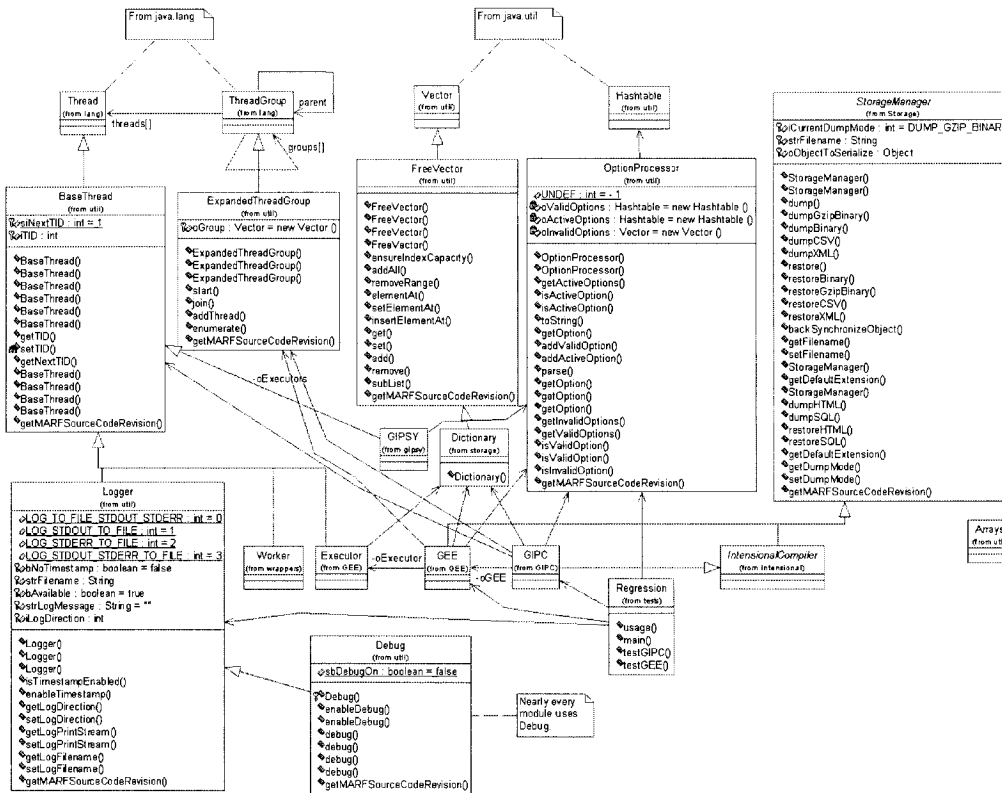 From java.lang
From java.util
Thread
(from lang)
ThreadGroup
(from lang)
parent
threads[]
groups[]
Vector
(from util)
Hashtable
(from util)
StorageManager
(from Storage)
iCurrentDumpMode : int = DUMP_GZIP_BINAR
strFilename : String
oObjectToSerialize : Object
StorageManager()
StorageManager()
dump()
dumpGzipBinary()
dumpBinary()
dumpCSV()
dumpXML()
restore()
restoreBinary()
restoreGzipBinary()
restoreCSV()
restoreXML()
backSynchronizeObject()
getFilename()
setFilename()
StorageManager()
getDefaultExtension()
StorageManager()
dumpHTML()
dumpSQL()
restoreHTML()
restoreSQL()
getDefaultExtension()
getDumpMode()
setDumpMode()
getMARFSourceCodeRevision()
BaseThread
(from util)
siNextTID : int = 1
iTID : int
BaseThread()
BaseThread()
BaseThread()
BaseThread()
BaseThread()
BaseThread()
getTID()
setTID()
getNextTID()
BaseThread()
BaseThread()
BaseThread()
BaseThread()
getMARFSourceCodeRevision()
ExpandedThreadGroup
(from util)
oGroup : Vector = new Vector ()
ExpandedThreadGroup()
ExpandedThreadGroup()
ExpandedThreadGroup()
start()
join()
addThread()
enumerate()
getMARFSourceCodeRevision()
FreeVector
(from util)
FreeVector()
FreeVector()
FreeVector()
FreeVector()
ensureIndexCapacity()
addAll()
removeRange()
elementAt()
setElementAt()
insertElementAt()
get()
set()
add()
remove()
subList()
getMARFSourceCodeRevision()
OptionProcessor
(from util)
UNDEF : int = - 1
oValidOptions : Hashtable = new Hashtable ()
oActiveOptions : Hashtable = new Hashtable ()
oInvalidOptions : Vector = new Vector ()
OptionProcessor()
OptionProcessor()
getActiveOptions()
isActiveOption()
isActiveOption()
toString()
getOption()
addValidOption()
addActiveOption()
parse()
getOption()
getOption()
getOption()
getInvalidOptions()
getValidOptions()
isValidOption()
isValidOption()
isInvalidOption()
getMARFSourceCodeRevision()
-oExecutors
GIPSY
(from gipsy)
Dictionary
(from storage)
Dictionary()
Logger
(from util)
LOG_TO_FILE_STDOUT_STDERR : int = 0
LOG_STDOUT_TO_FILE : int = 1
LOG_STDERR_TO_FILE : int = 2
LOG_STDOUT_STDERR_TO_FILE : int = 3
bNoTimestamp : boolean = false
strFilename : String
bAvailable : boolean = true
strLogMessage : String = ""
iLogDirection : int
Logger()
Logger()
Logger()
isTimestampEnabled()
enableTimestamp()
getLogDirection()
setLogDirection()
getLogPrintStream()
setLogPrintStream()
getLogFilename()
setLogFilename()
getMARFSourceCodeRevision()
Worker
(from wrappers)
Executor
(from GEE)
-oExecutor
GEE
(from GEE)
-oGEE
GIPC
(from GIPC)
IntensionalCompiler
(from intensional)
Arrays
(from ut
Regression
(from tests)
usage()
main()
testGIPC()
testGEE()
Debug
(from util)
sbDebugOn : boolean = false
Debug()
enableDebug()
enableDebug()
debug()
debug()
debug()
debug()
getMARFSourceCodeRevision()
Nearly every
module uses
Debug.